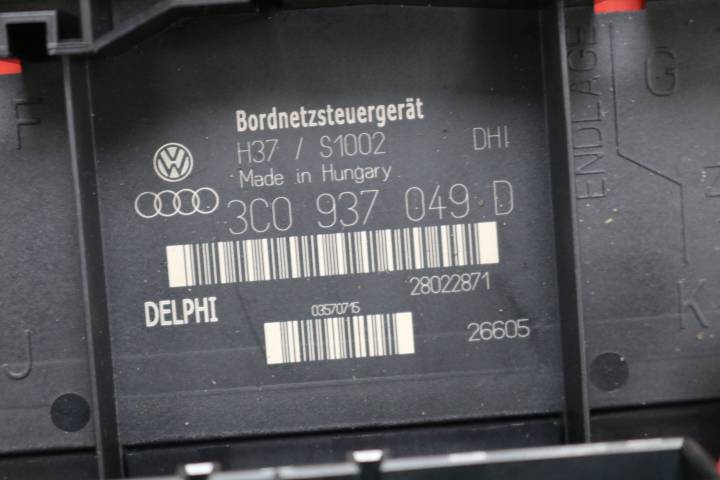 Bordnetzsteuergerät
H37 / S1002 DHI
Made in Hungary
3C0 937 049 D
28022871
DELPHI
03570715
26605
F
J
ENDLAGE
G
K